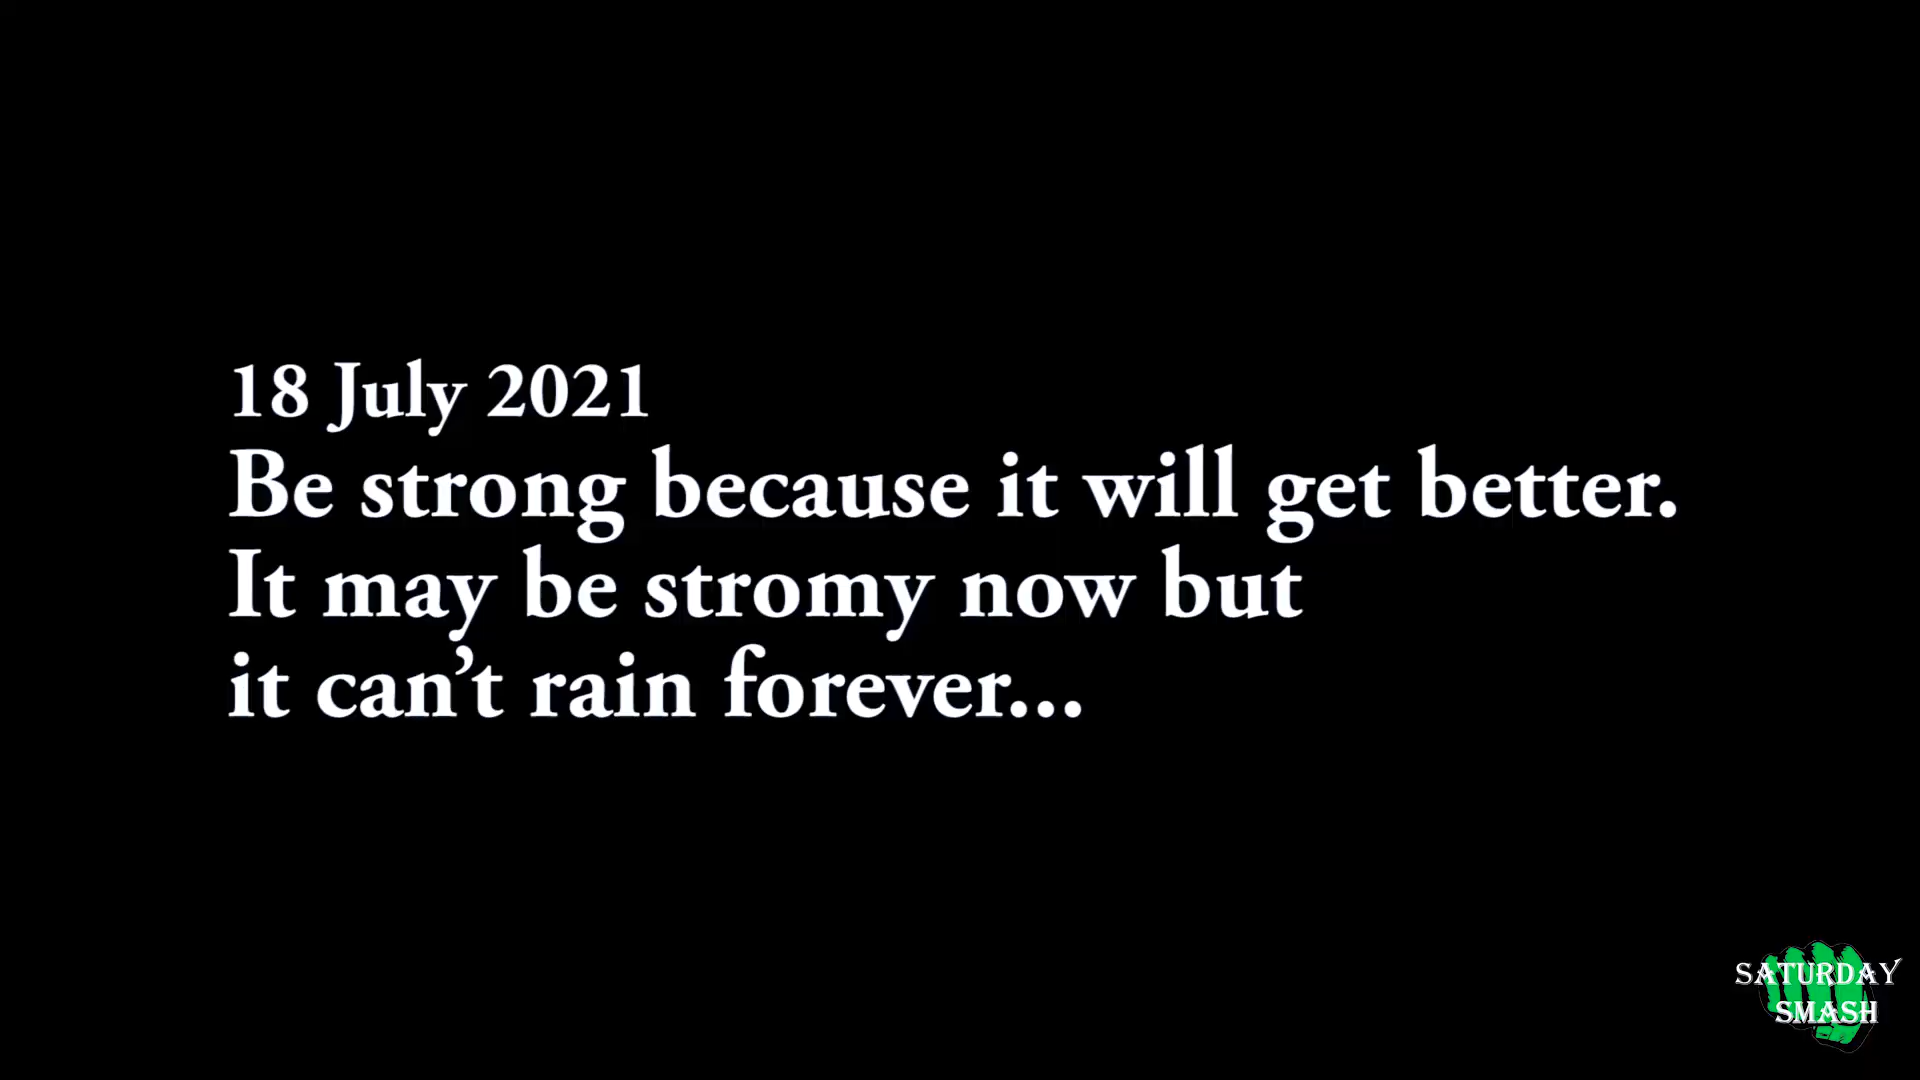 18 July 2021
Be strong because it will get better.
It may be stromy now but
it can’t rain forever...
SATURDAY
SMASH